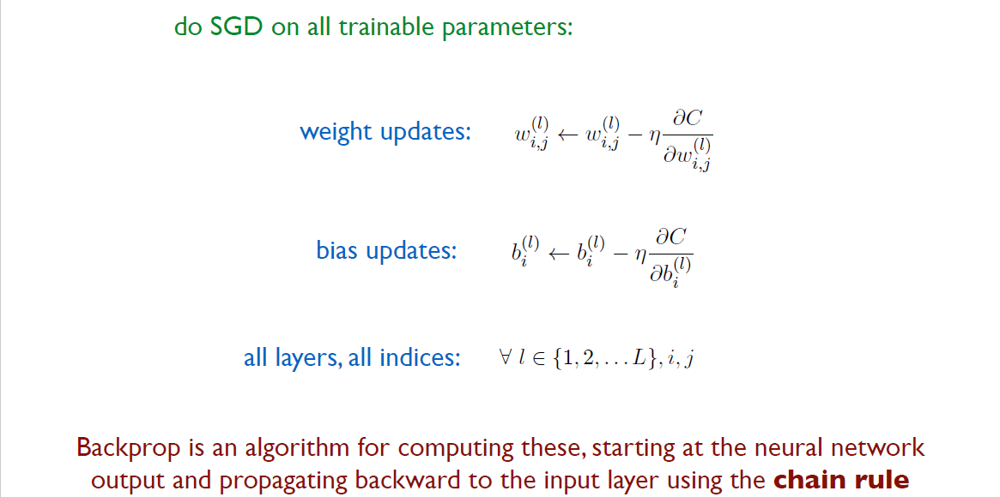 do SGD on all trainable parameters:
weight updates: $w_{i,j}^{(l)} \leftarrow w_{i,j}^{(l)} - \eta \frac{\partial C}{\partial w_{i,j}^{(l)}}$
bias updates: $b_i^{(l)} \leftarrow b_i^{(l)} - \eta \frac{\partial C}{\partial b_i^{(l)}}$
all layers, all indices: $\forall\ l \in \{1, 2, \ldots L\}, i, j$
Backprop is an algorithm for computing these, starting at the neural network
output and propagating backward to the input layer using the chain rule